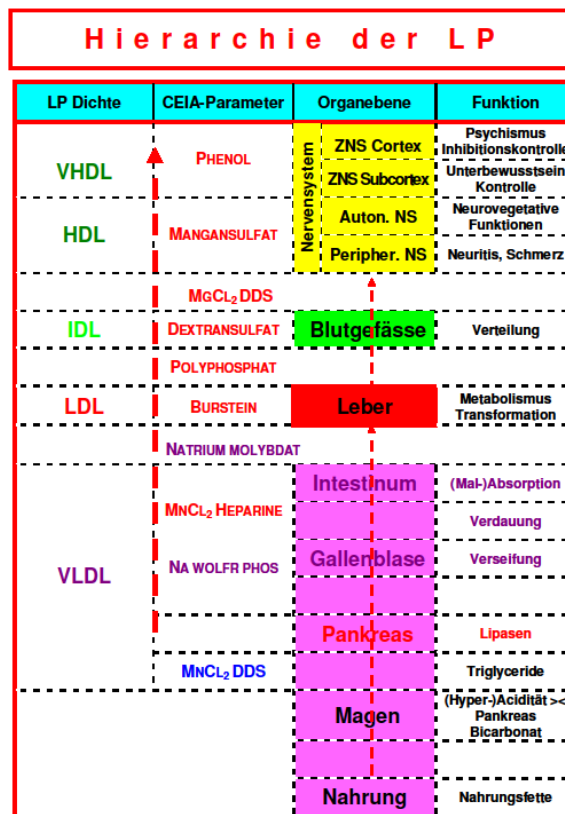 Hierarchie der LP
LP Dichte CEIA-Parameter Organebene Funktion
VHDL
PHENOL
Nervensystem
ZNS Cortex
Psychismus
Inhibitionskontrolle
ZNS Subcortex
Unterbewusstsein
Kontrolle
HDL
MANGANSULFAT
Auton. NS
Neurovegetative
Funktionen
Peripher. NS
Neuritis, Schmerz
MGCL2 DDS
IDL DEXTRANSULFAT Blutgefässe Verteilung
POLYPHOSPHAT
LDL BURSTEIN Leber
Metabolismus
Transformation
NATRIUM MOLYBDAT
VLDL
Intestinum (Mal-)Absorption
MNCL2 HEPARINE
Verdauung
NA WOLFR PHOS
Gallenblase Verseifung
Pankreas Lipasen
MNCL2 DDS
Triglyceride
Magen
(Hyper-)Acidität ><
Pankreas
Bicarbonat
Nahrung Nahrungsfette